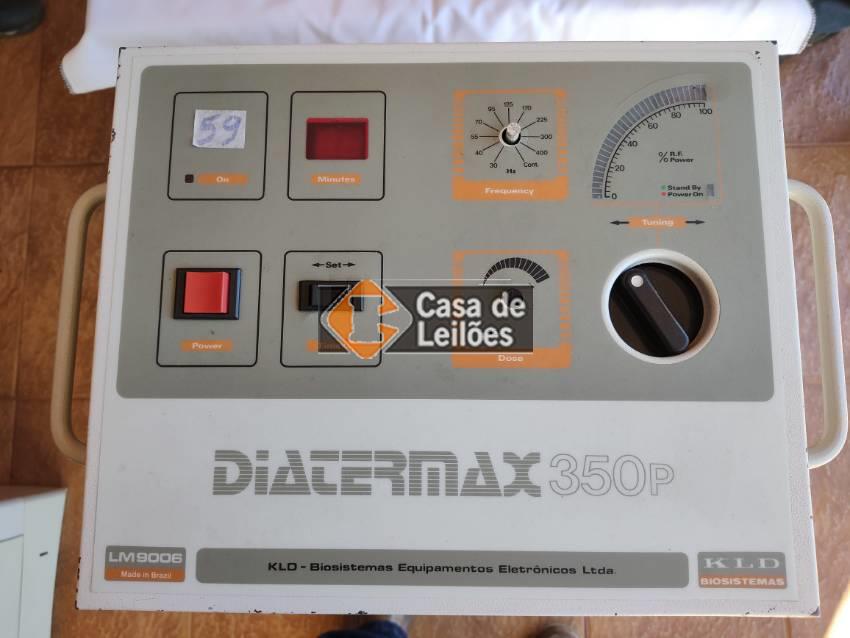 59
On
Minutes
95 125 170
70 225
55 300
40 400
30 Cont.
Hz
Frequency
0 20 40 60 80 100
% R.F.
% Power
Stand By
Power On
Tuning
Power
Set
Dose
Casa de
Leilões
DIATERMAX 350P
LM9006
Made in Brazil
KLD - Biosistemas Equipamentos Eletrônicos Ltda.
KLD
BIOSISTEMAS